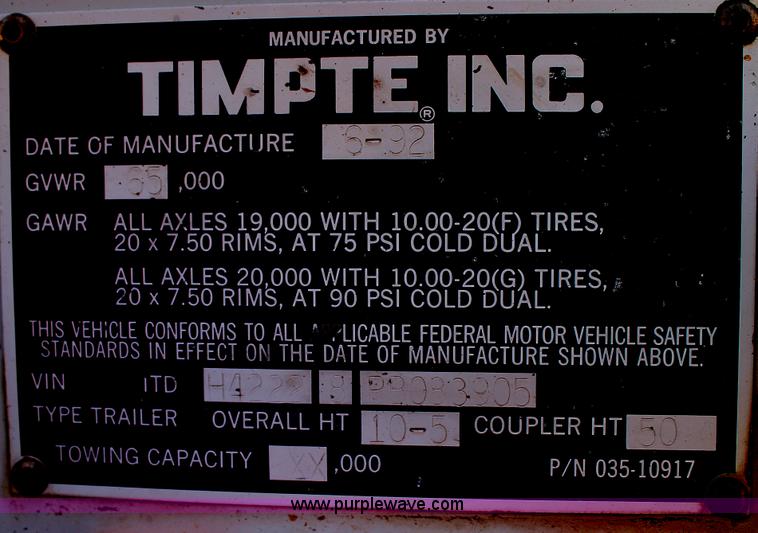 MANUFACTURED BY
TIMPTE® INC.
DATE OF MANUFACTURE 6-92
GVWR 65,000
GAWR ALL AXLES 19,000 WITH 10.00-20(F) TIRES,
20 x 7.50 RIMS, AT 75 PSI COLD DUAL.
ALL AXLES 20,000 WITH 10.00-20(G) TIRES,
20 x 7.50 RIMS, AT 90 PSI COLD DUAL.
THIS VEHICLE CONFORMS TO ALL FEDERAL MOTOR VEHICLE SAFETY
STANDARDS IN EFFECT ON THE DATE OF MANUFACTURE SHOWN ABOVE.
VIN
TYPE TRAILER OVERALL HT 10-5 COUPLER HT 50
TOWING CAPACITY XX,000 P/N 035-10917
www.purplewave.com